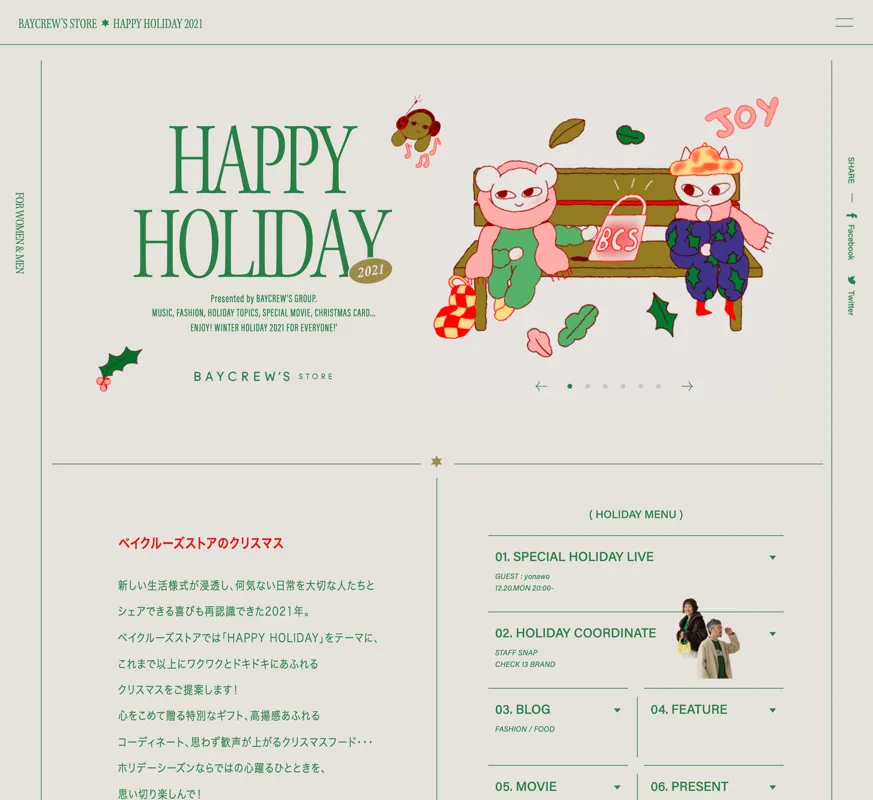 BAYCREW'S STORE ✶ HAPPY HOLIDAY 2021
FOR WOMEN & MEN
HAPPY
HOLIDAY
2021
Presented by BAYCREW'S GROUP.
MUSIC, FASHION, HOLIDAY TOPICS, SPECIAL MOVIE, CHRISTMAS CARD...
ENJOY! WINTER HOLIDAY 2021 FOR EVERYONE!'
BAYCREW'S STORE
JOY
BCS
SHARE
Facebook
Twitter
ベイクルーズストアのクリスマス
新しい生活様式が浸透し、何気ない日常を大切な人たちと
シェアできる喜びも再認識できた2021年。
ベイクルーズストアでは「HAPPY HOLIDAY」をテーマに、
これまで以上にワクワクとドキドキにあふれる
クリスマスをご提案します!
心をこめて贈る特別なギフト、高揚感あふれる
コーディネート、思わず歓声が上がるクリスマスフード・・・
ホリデーシーズンならではの心躍るひとときを、
思い切り楽しんで!
( HOLIDAY MENU )
01. SPECIAL HOLIDAY LIVE
GUEST : yonawo
12.20.MON 20:00-
02. HOLIDAY COORDINATE
STAFF SNAP
CHECK 13 BRAND
03. BLOG
FASHION / FOOD
04. FEATURE
05. MOVIE
06. PRESENT